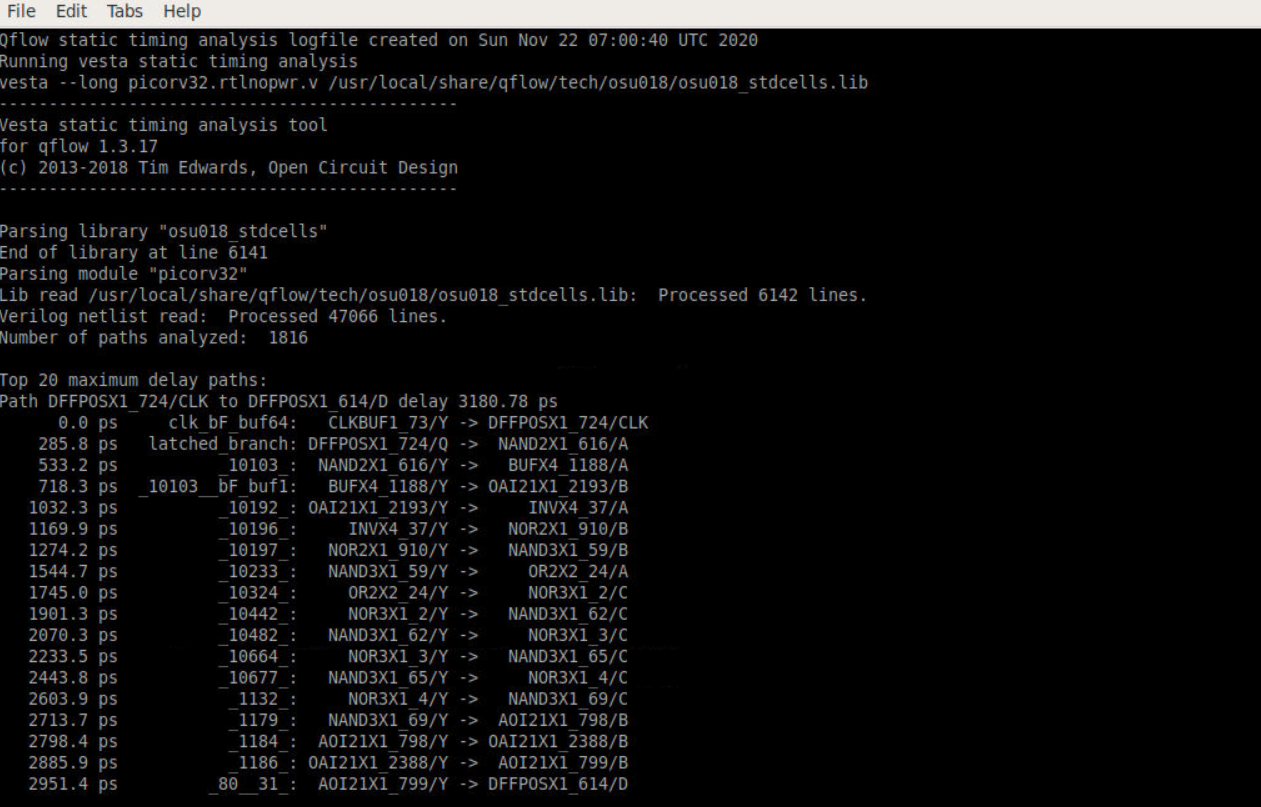 File Edit Tabs Help
Qflow static timing analysis logfile created on Sun Nov 22 07:00:40 UTC 2020
Running vesta static timing analysis
vesta --long picorv32.rtlnopwr.v /usr/local/share/qflow/tech/osu018/osu018_stdcells.lib
----------------------------------------------
Vesta static timing analysis tool
for qflow 1.3.17
(c) 2013-2018 Tim Edwards, Open Circuit Design
----------------------------------------------
Parsing library "osu018_stdcells"
End of library at line 6141
Parsing module "picorv32"
Lib read /usr/local/share/qflow/tech/osu018/osu018_stdcells.lib:  Processed 6142 lines.
Verilog netlist read:  Processed 47066 lines.
Number of paths analyzed:  1816
Top 20 maximum delay paths:
Path DFFPOSX1_724/CLK to DFFPOSX1_614/D delay 3180.78 ps
0.0 ps clk_bF_buf64: CLKBUF1_73/Y -> DFFPOSX1_724/CLK
285.8 ps latched_branch: DFFPOSX1_724/Q -> NAND2X1_616/A
533.2 ps _10103_: NAND2X1_616/Y -> BUFX4_1188/A
718.3 ps _10103__bF_buf1: BUFX4_1188/Y -> OAI21X1_2193/B
1032.3 ps _10192_: OAI21X1_2193/Y -> INVX4_37/A
1169.9 ps _10196_: INVX4_37/Y -> NOR2X1_910/B
1274.2 ps _10197_: NOR2X1_910/Y -> NAND3X1_59/B
1544.7 ps _10233_: NAND3X1_59/Y -> OR2X2_24/A
1745.0 ps _10324_: OR2X2_24/Y -> NOR3X1_2/C
1901.3 ps _10442_: NOR3X1_2/Y -> NAND3X1_62/C
2070.3 ps _10482_: NAND3X1_62/Y -> NOR3X1_3/C
2233.5 ps _10664_: NOR3X1_3/Y -> NAND3X1_65/C
2443.8 ps _10677_: NAND3X1_65/Y -> NOR3X1_4/C
2603.9 ps _1132_: NOR3X1_4/Y -> NAND3X1_69/C
2713.7 ps _1179_: NAND3X1_69/Y -> AOI21X1_798/B
2798.4 ps _1184_: AOI21X1_798/Y -> OAI21X1_2388/B
2885.9 ps _1186_: OAI21X1_2388/Y -> AOI21X1_799/B
2951.4 ps _80__31_: AOI21X1_799/Y -> DFFPOSX1_614/D